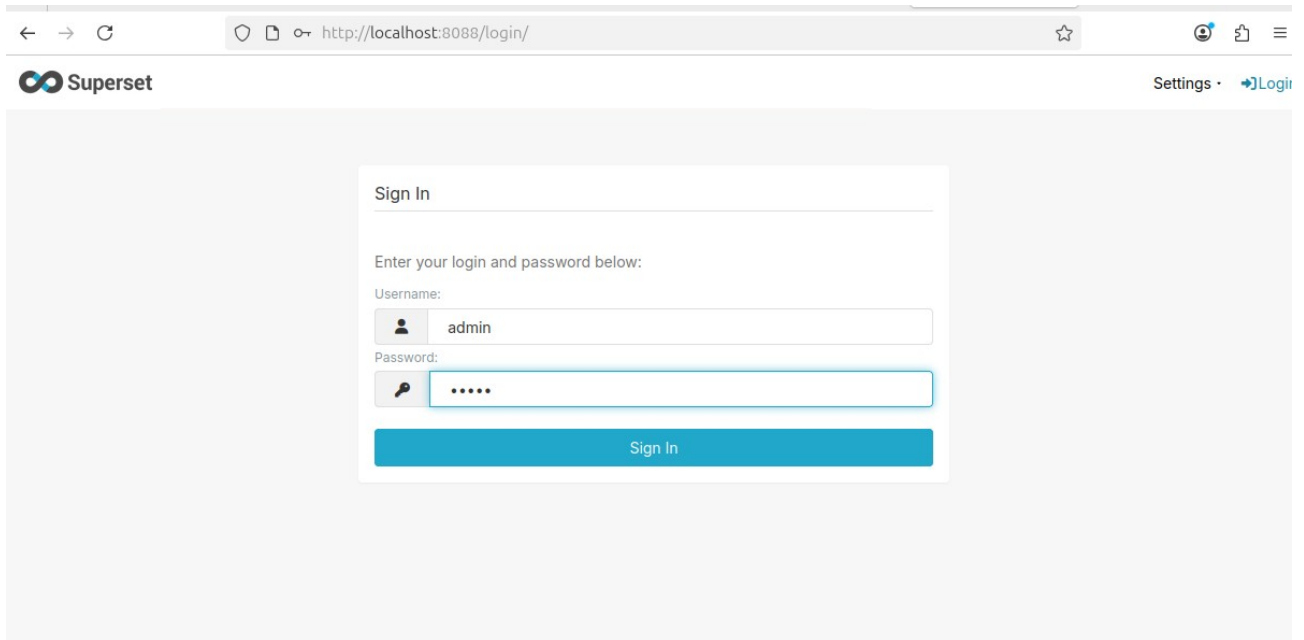 http://localhost:8088/login/
Superset
Settings
Sign In
Enter your login and password below:
Username:
admin
Password:
•••••
Sign In